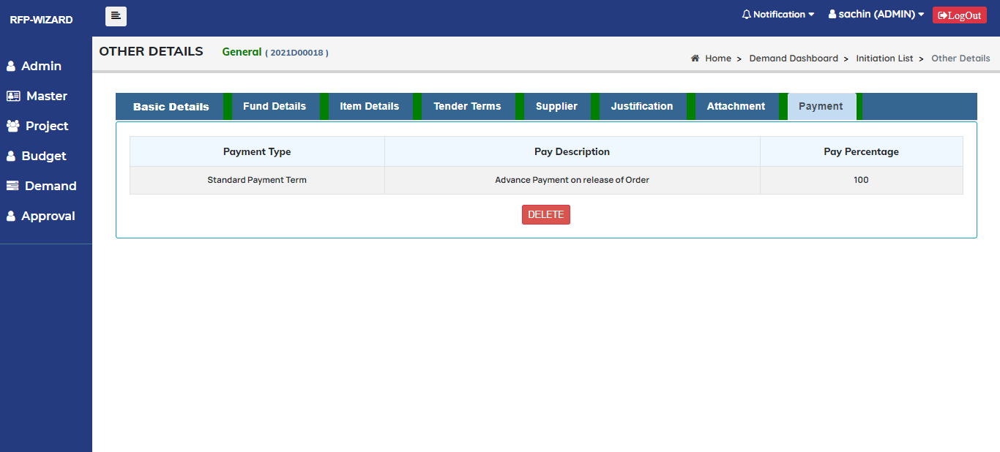 RFP-WIZARD
Notification
sachin (ADMIN)
LogOut
Admin
Master
Project
Budget
Demand
Approval
OTHER DETAILS General ( 2021D00018 )
Home > Demand Dashboard > Initiation List > Other Details
Basic Details Fund Details Item Details Tender Terms Supplier Justification Attachment Payment
Payment Type Pay Description Pay Percentage
Standard Payment Term Advance Payment on release of Order 100
DELETE